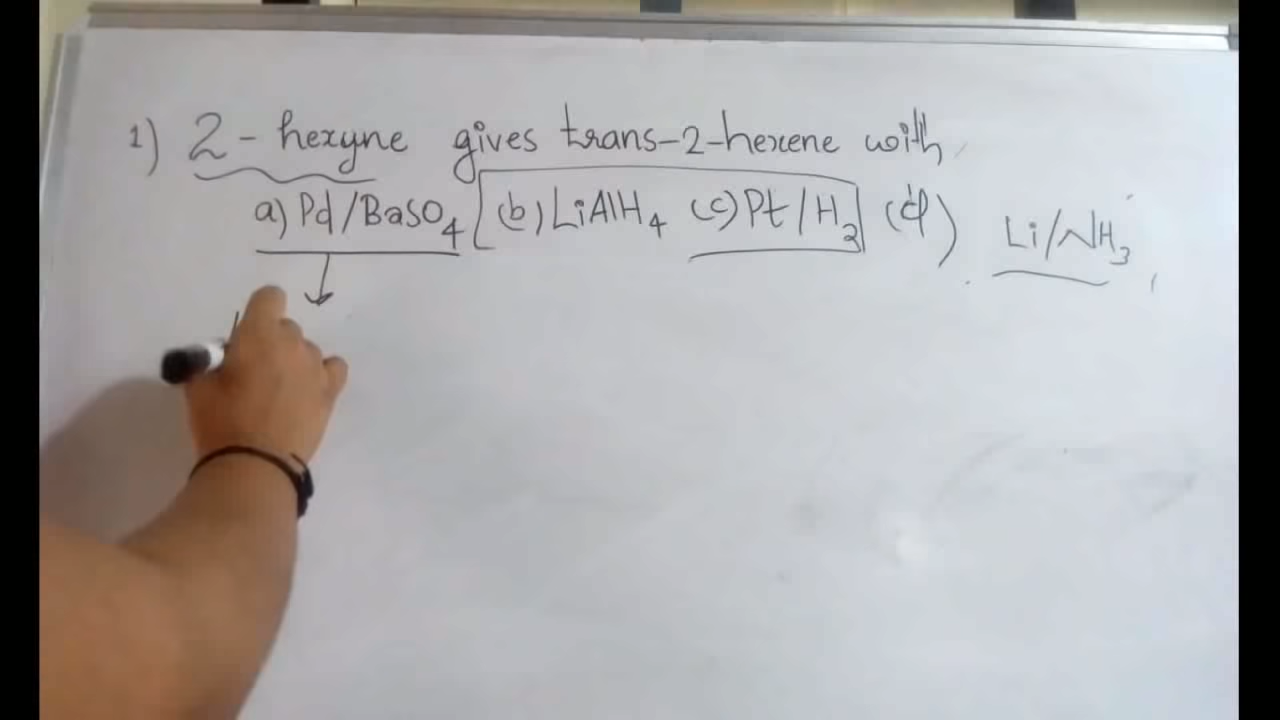 1) 2-hexyne gives trans-2-hexene with
a) Pd/BaSO4 (b) LiAlH4 (c) Pt/H2 (d) Li/NH3